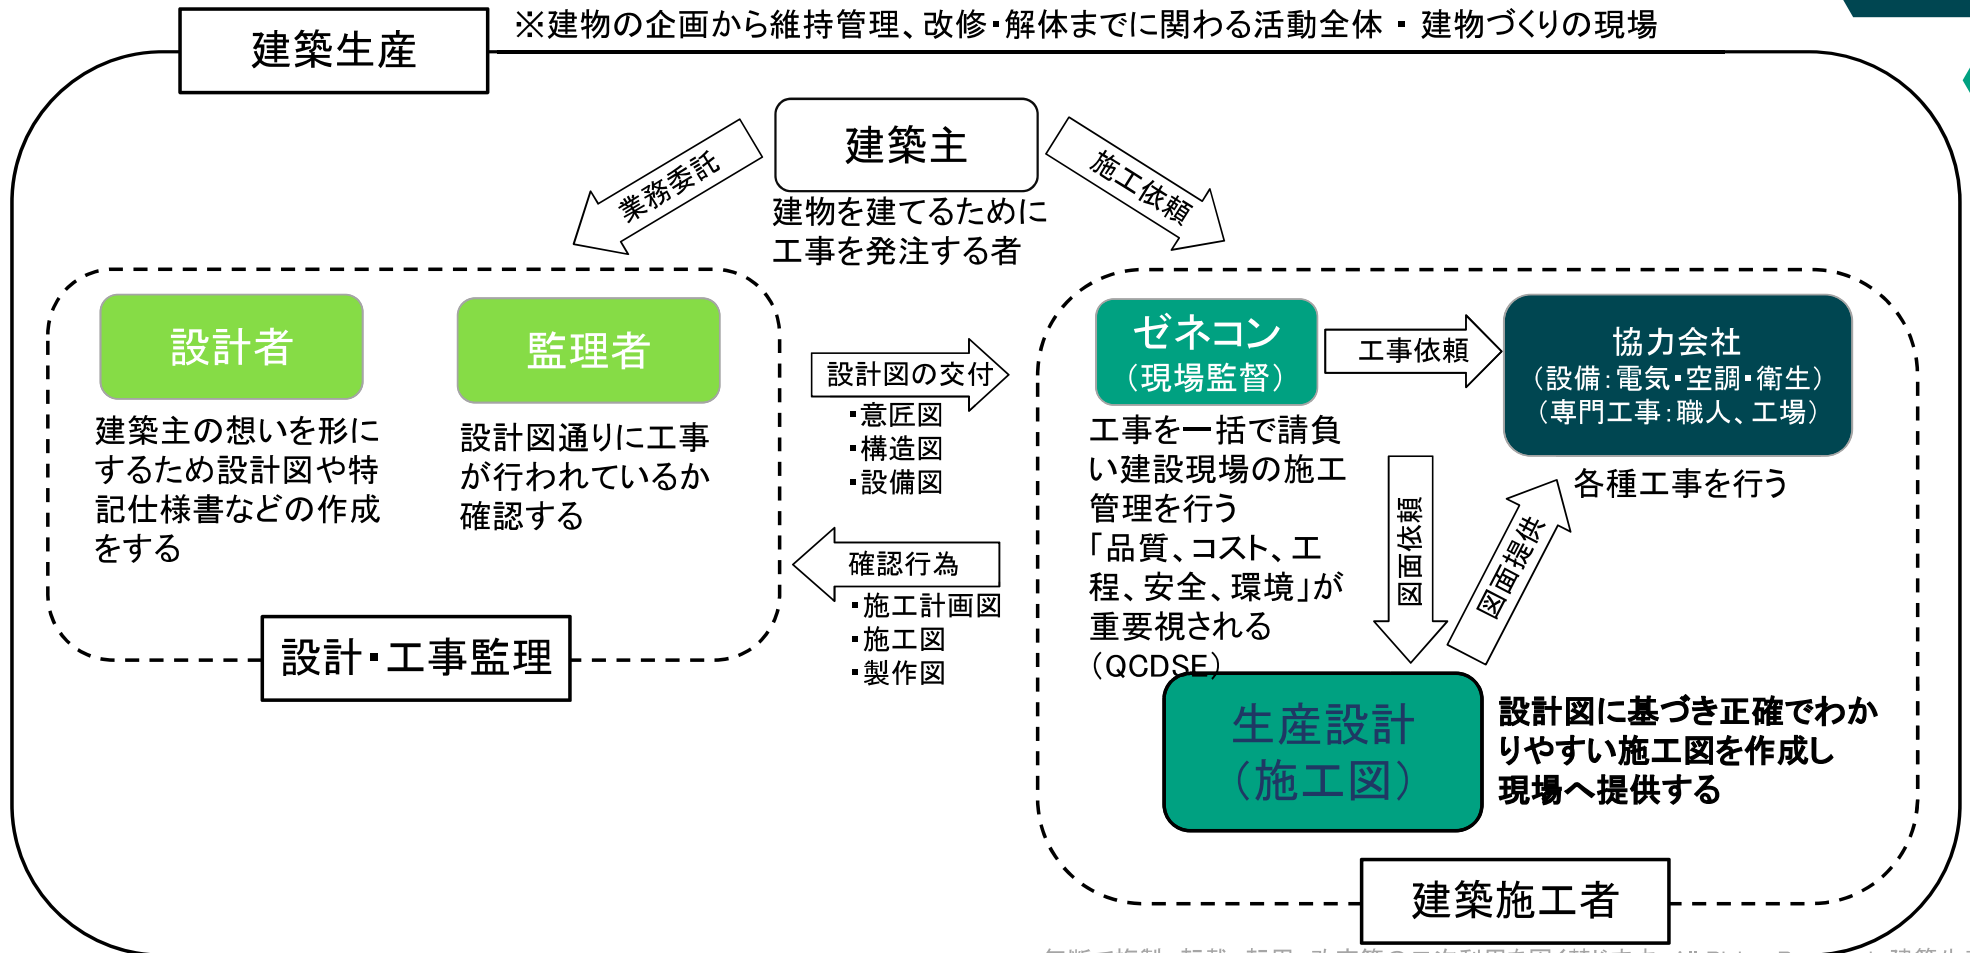 建築生産
※建物の企画から維持管理、改修・解体までに関わる活動全体 ・ 建物づくりの現場
建築主
建物を建てるために
工事を発注する者
業務委託
施工依頼
設計者
建築主の想いを形に
するため設計図や特
記仕様書などの作成
をする
監理者
設計図通りに工事
が行われているか
確認する
設計・工事監理
設計図の交付
・意匠図
・構造図
・設備図
確認行為
・施工計画図
・施工図
・製作図
ゼネコン
（現場監督）
工事を一括で請負
い建設現場の施工
管理を行う
「品質、コスト、工
程、安全、環境」が
重要視される
（QCDSE）
工事依頼
協力会社
（設備：電気・空調・衛生）
（専門工事：職人、工場）
各種工事を行う
図面依頼
図面提供
生産設計
（施工図）
設計図に基づき正確でわか
りやすい施工図を作成し
現場へ提供する
建築施工者